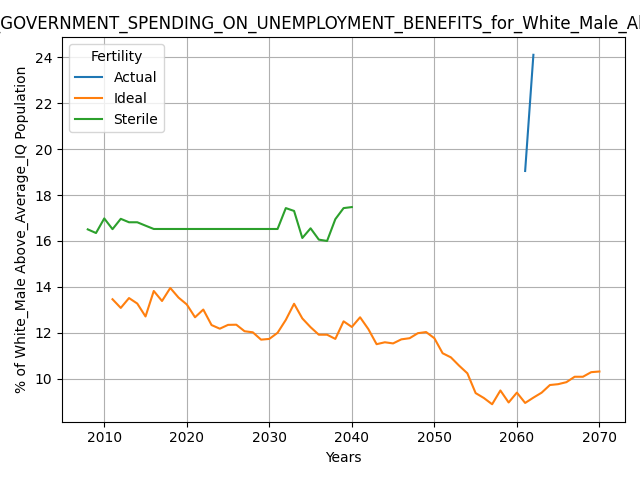 _GOVERNMENT_SPENDING_ON_UNEMPLOYMENT_BENEFITS_for_White_Male_A
Fertility
Actual
Ideal
Sterile
% of White_Male Above_Average_IQ Population
24
22
20
18
16
14
12
10
2010 2020 2030 2040 2050 2060 2070
Years